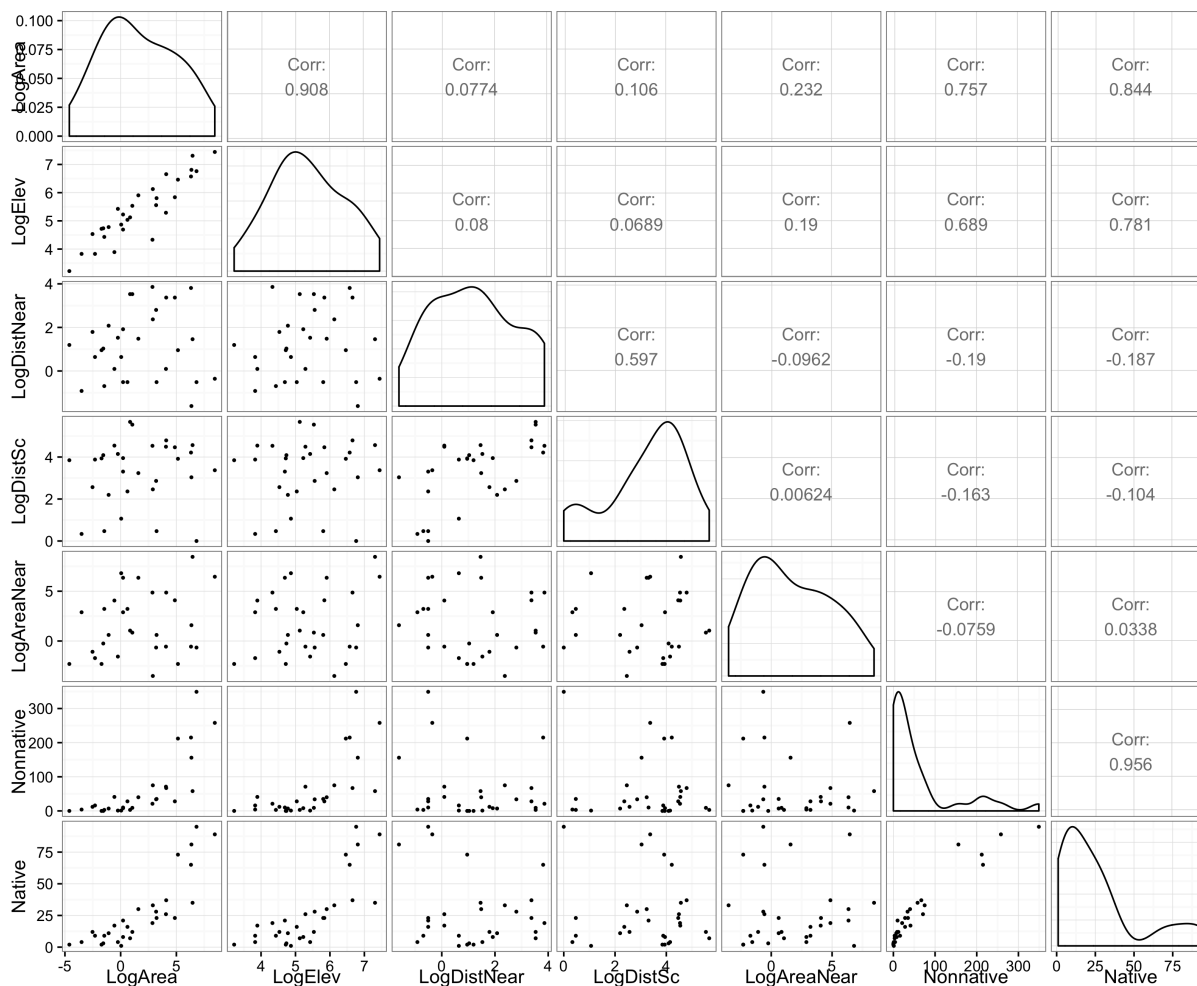 LogArea
0.100
0.075
0.050
0.025
0.000
Corr:
0.908
Corr:
0.0774
Corr:
0.106
Corr:
0.232
Corr:
0.757
Corr:
0.844
LogElev
7
6
5
4
Corr:
0.08
Corr:
0.0689
Corr:
0.19
Corr:
0.689
Corr:
0.781
LogDistNear
4
2
0
Corr:
0.597
Corr:
-0.0962
Corr:
-0.19
Corr:
-0.187
LogDistSc
4
2
0
Corr:
0.00624
Corr:
-0.163
Corr:
-0.104
LogAreaNear
5
0
Corr:
-0.0759
Corr:
0.0338
Nonnative
300
200
100
0
Corr:
0.956
Native
75
50
25
0
-5 0 5
4 5 6 7
0 2 4
0 2 4
0 5
0 100 200 300
0 25 50 75
LogArea LogElev LogDistNear LogDistSc LogAreaNear Nonnative Native